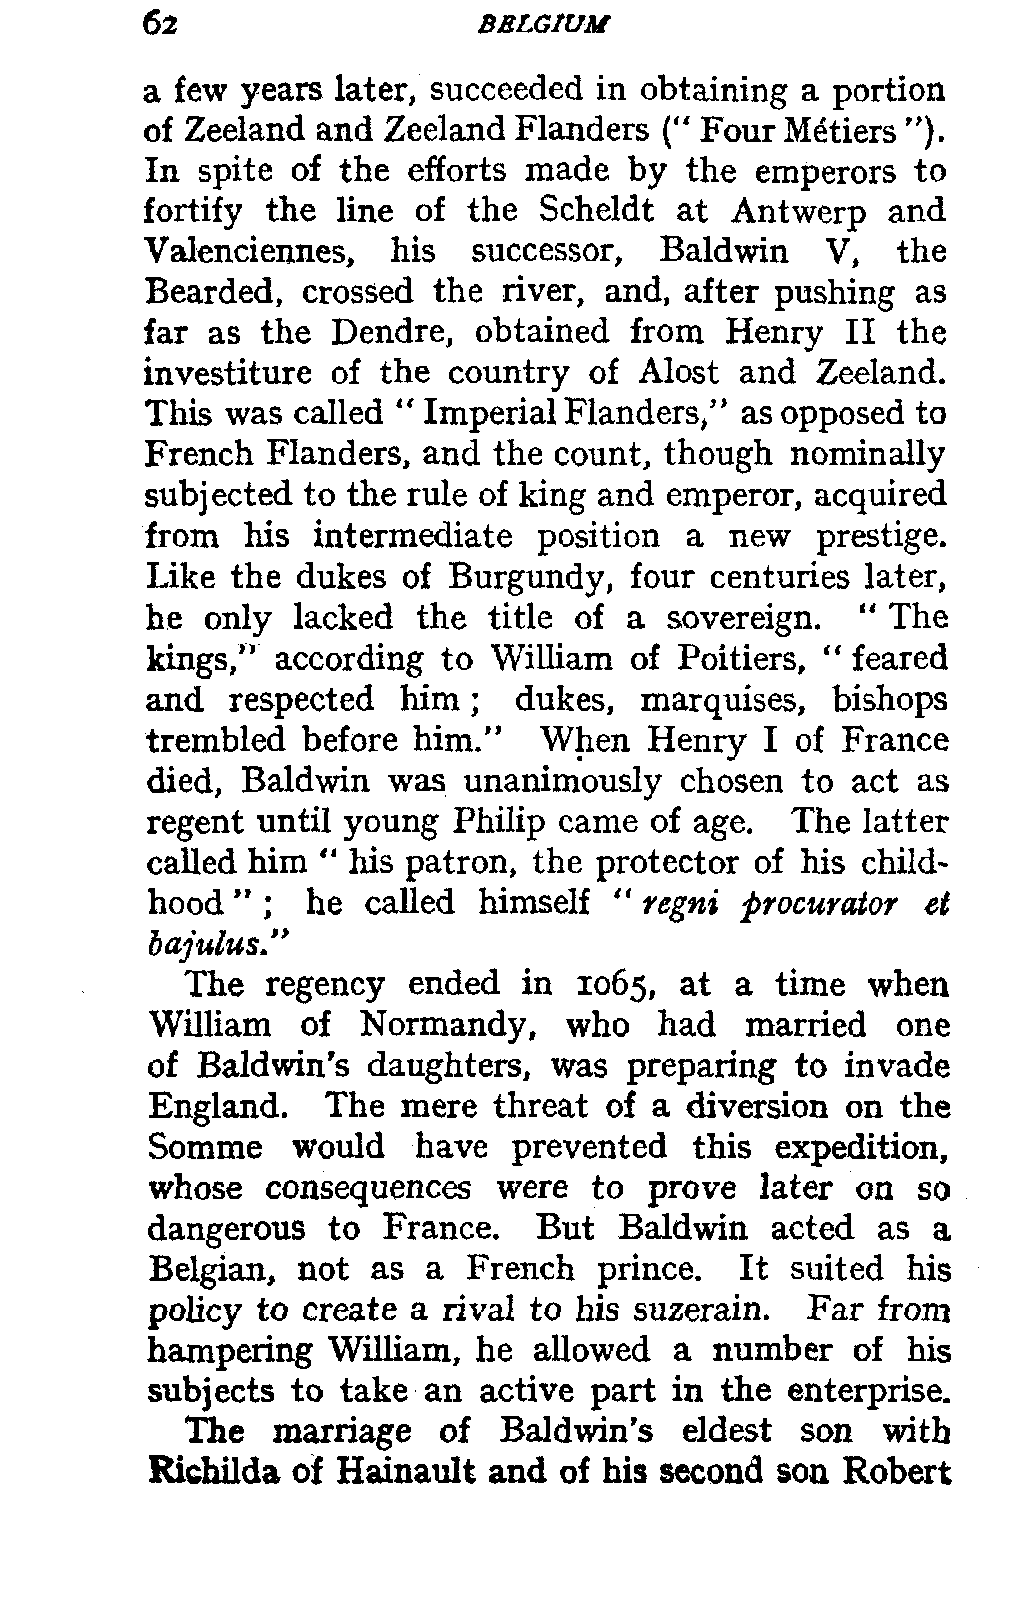 62 BELGIUM
a few years later, succeeded in obtaining a portion
of Zeeland and Zeeland Flanders (“ Four Métiers ”).
In spite of the efforts made by the emperors to
fortify the line of the Scheldt at Antwerp and
Valenciennes, his successor, Baldwin V, the
Bearded, crossed the river, and, after pushing as
far as the Dendre, obtained from Henry II the
investiture of the country of Alost and Zeeland.
This was called “ Imperial Flanders,” as opposed to
French Flanders, and the count, though nominally
subjected to the rule of king and emperor, acquired
from his intermediate position a new prestige.
Like the dukes of Burgundy, four centuries later,
he only lacked the title of a sovereign. “ The
kings,” according to William of Poitiers, “ feared
and respected him ; dukes, marquises, bishops
trembled before him.” When Henry I of France
died, Baldwin was unanimously chosen to act as
regent until young Philip came of age. The latter
called him “ his patron, the protector of his child-
hood ” ; he called himself “ regni procurator et
bajulus.”
The regency ended in 1065, at a time when
William of Normandy, who had married one
of Baldwin’s daughters, was preparing to invade
England. The mere threat of a diversion on the
Somme would have prevented this expedition,
whose consequences were to prove later on so
dangerous to France. But Baldwin acted as a
Belgian, not as a French prince. It suited his
policy to create a rival to his suzerain. Far from
hampering William, he allowed a number of his
subjects to take an active part in the enterprise.
The marriage of Baldwin’s eldest son with
Richilda of Hainault and of his second son Robert